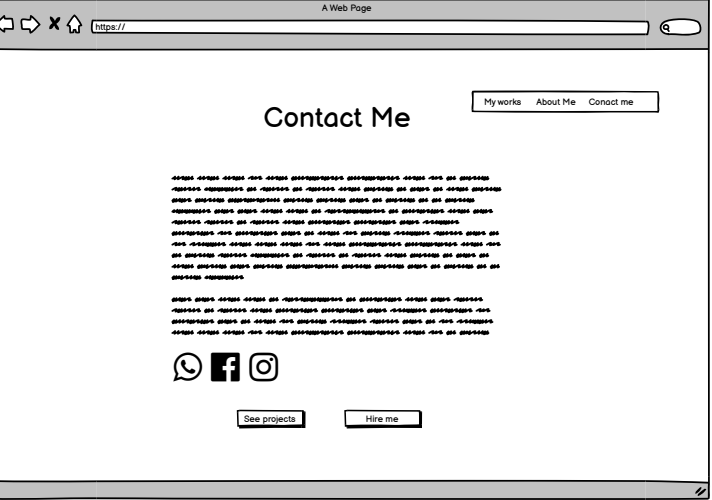 A Web Page
https://
My works About Me Conact me
Contact Me
See projects Hire me